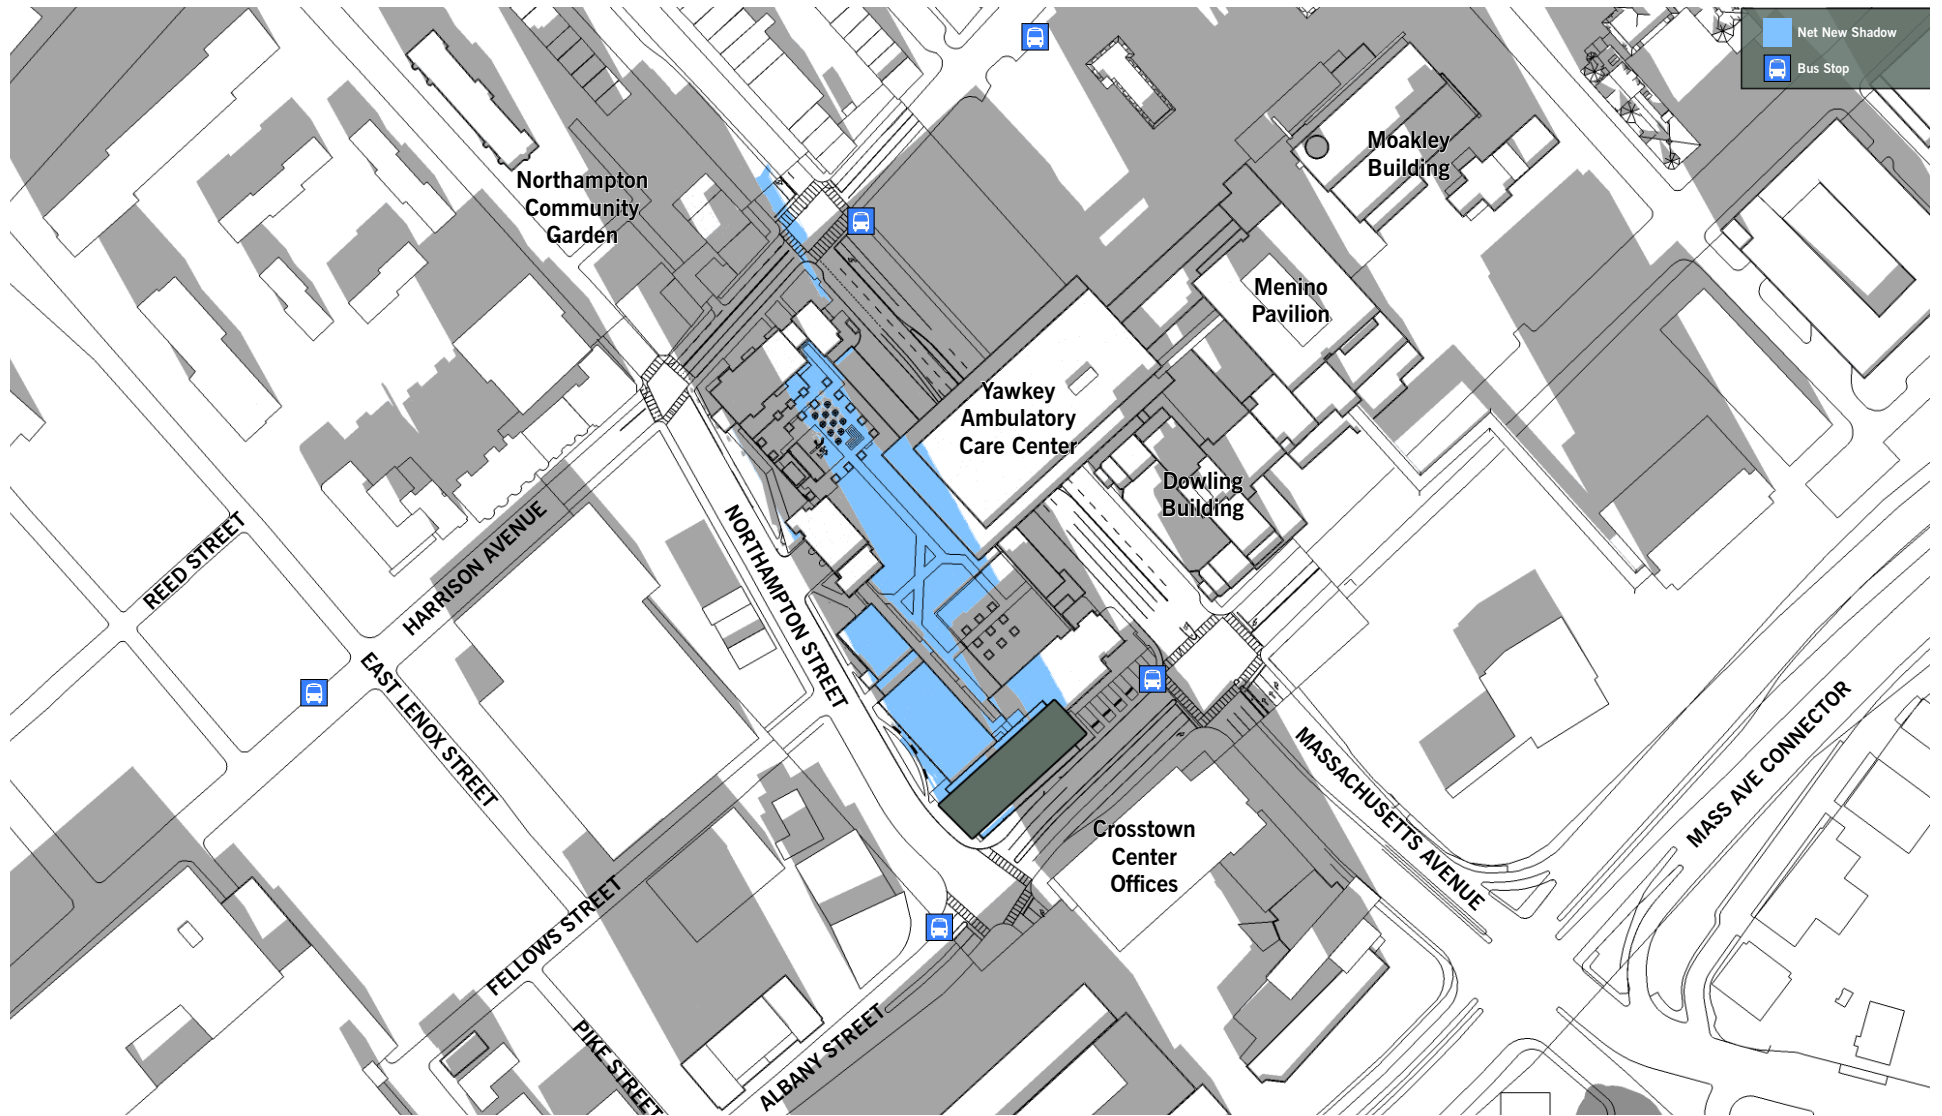 Net New Shadow
Bus Stop
Moakley
Building
Northampton
Community
Garden
Menino
Pavilion
Yawkey
Ambulatory
Care Center
Dowling
Building
REED STREET
HARRISON AVENUE
NORTHAMPTON STREET
EAST LENOX STREET
MASSACHUSETTS AVENUE
MASS AVE CONNECTOR
Crosstown
Center
Offices
FELLOWS STREET
PIKE STREET
ALBANY STREET